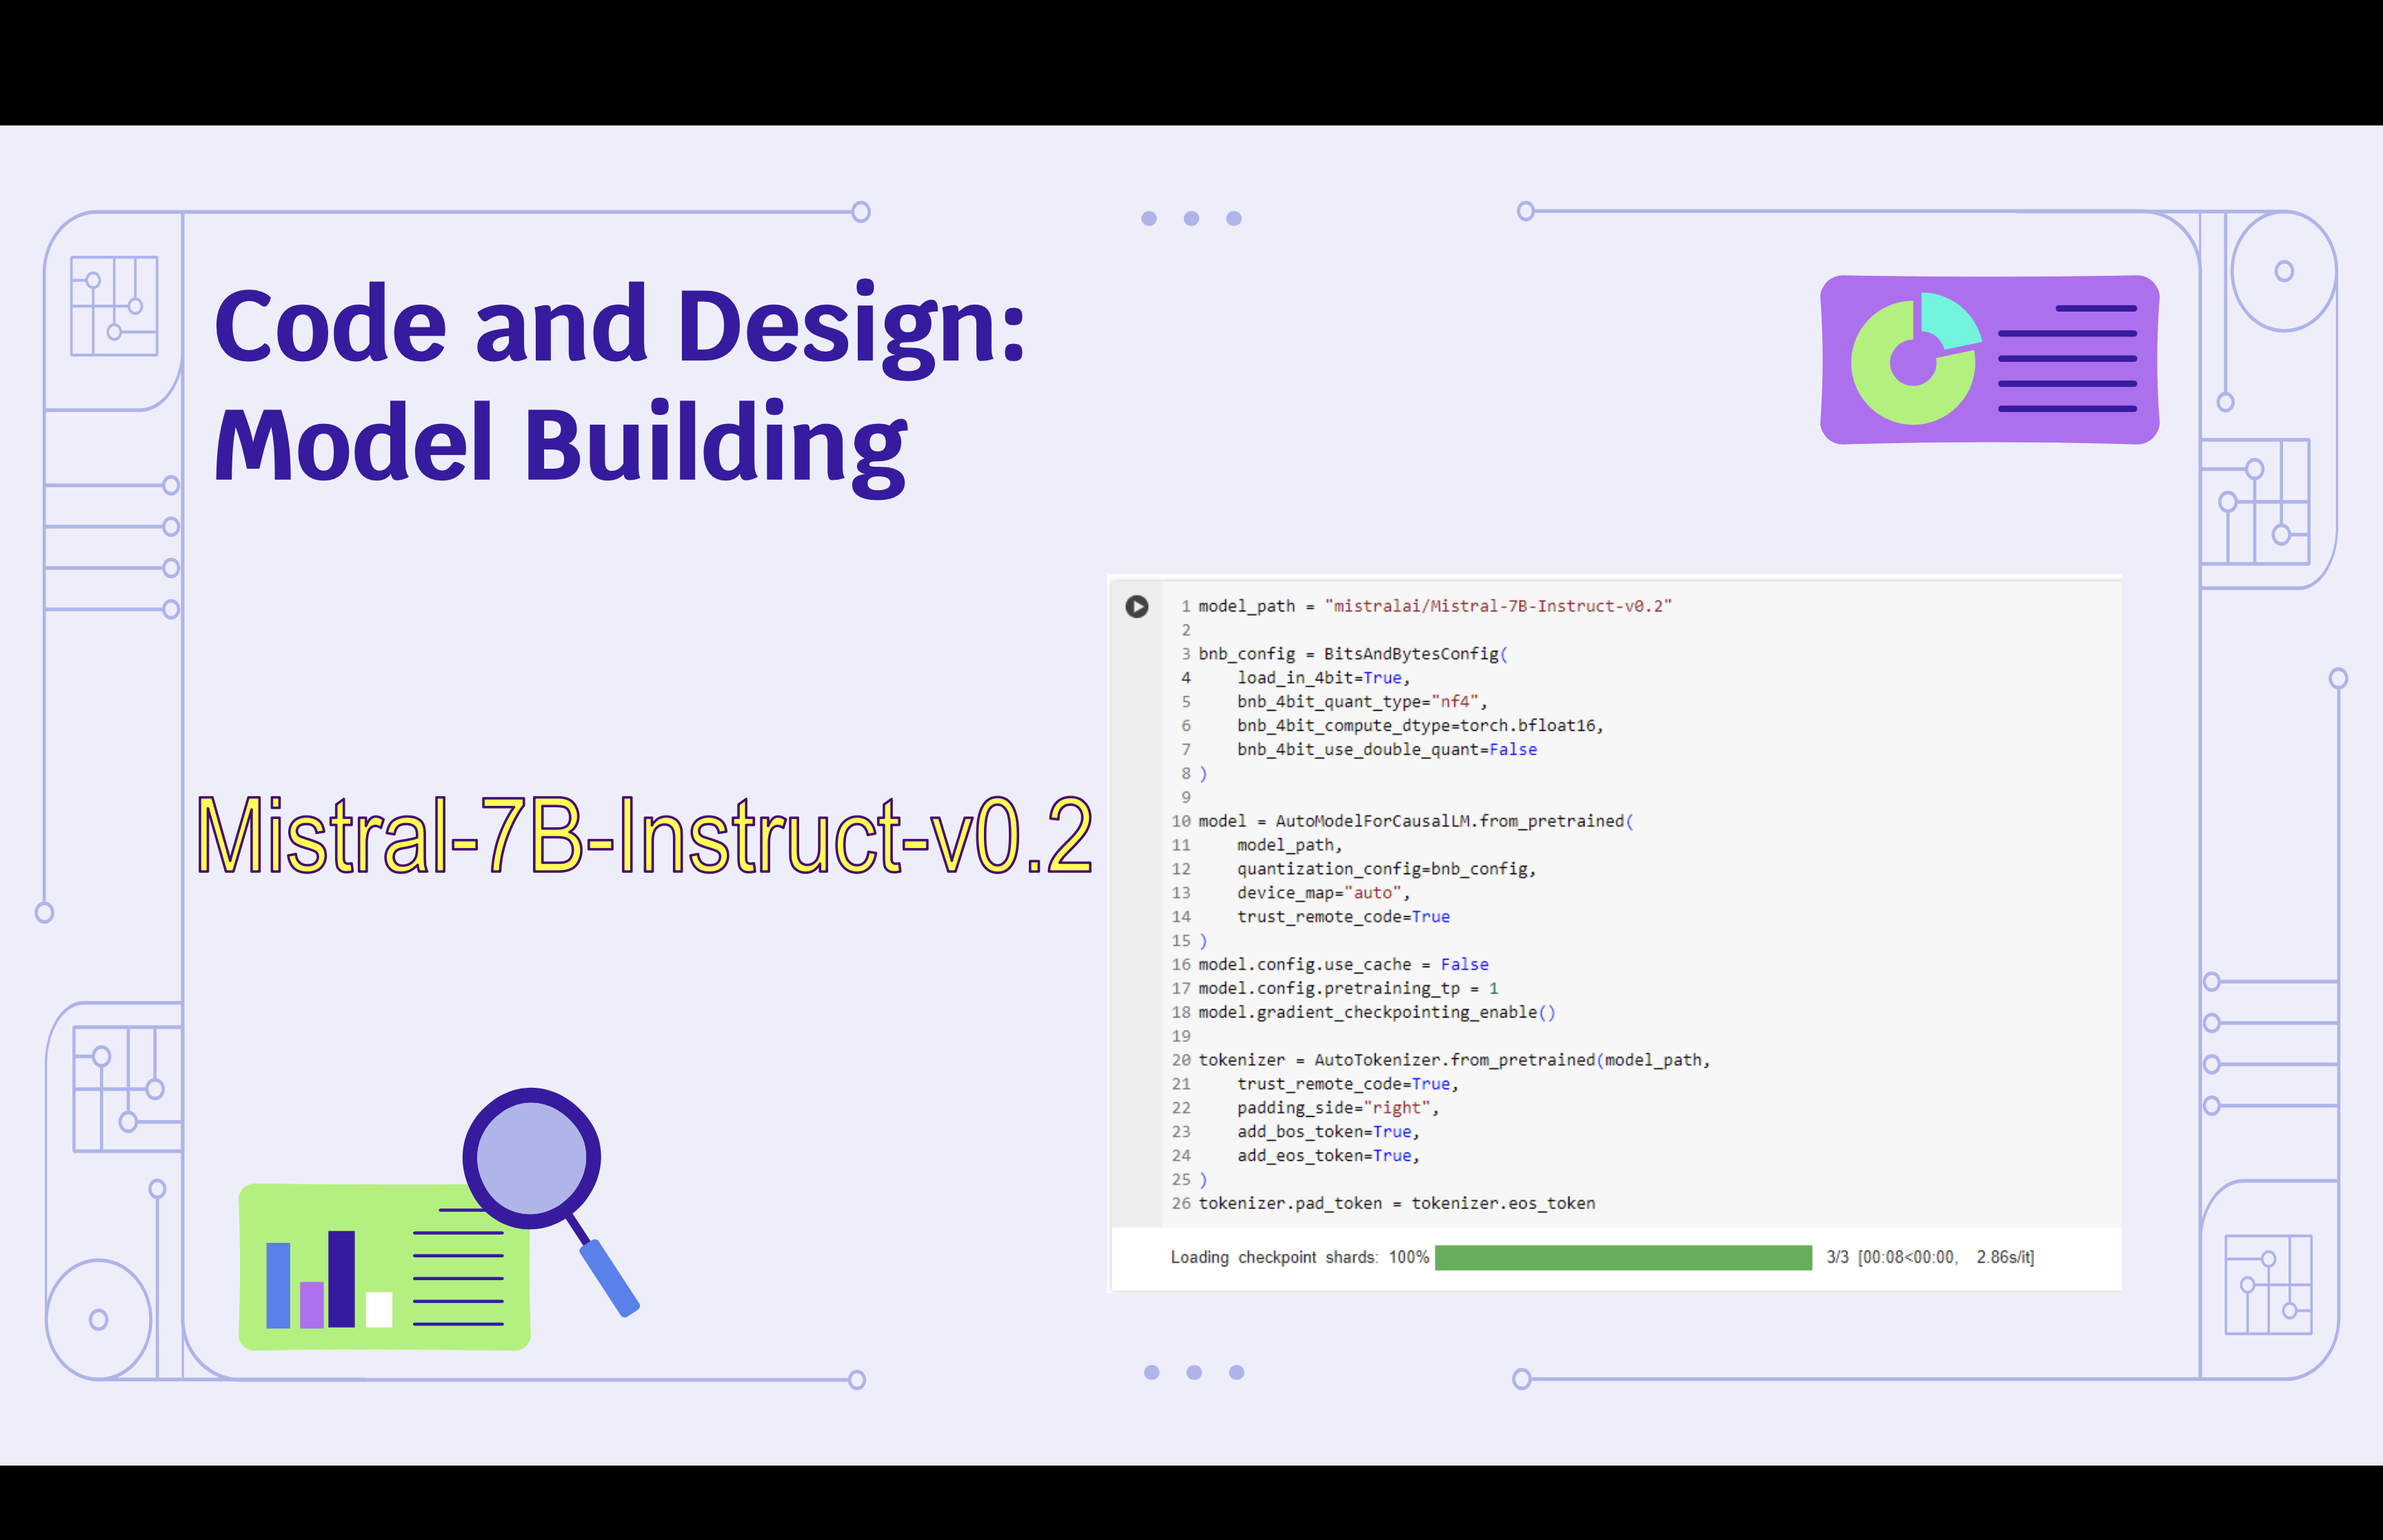 Code and Design:
Model Building
Mistral-7B-Instruct-v0.2
1 model_path = "mistralai/Mistral-7B-Instruct-v0.2"
2
3 bnb_config = BitsAndBytesConfig(
4     load_in_4bit=True,
5     bnb_4bit_quant_type="nf4",
6     bnb_4bit_compute_dtype=torch.bfloat16,
7     bnb_4bit_use_double_quant=False
8 )
9
10 model = AutoModelForCausalLM.from_pretrained(
11     model_path,
12     quantization_config=bnb_config,
13     device_map="auto",
14     trust_remote_code=True
15 )
16 model.config.use_cache = False
17 model.config.pretraining_tp = 1
18 model.gradient_checkpointing_enable()
19
20 tokenizer = AutoTokenizer.from_pretrained(model_path,
21     trust_remote_code=True,
22     padding_side="right",
23     add_bos_token=True,
24     add_eos_token=True,
25 )
26 tokenizer.pad_token = tokenizer.eos_token
Loading checkpoint shards: 100% 3/3 [00:08<00:00, 2.86s/it]